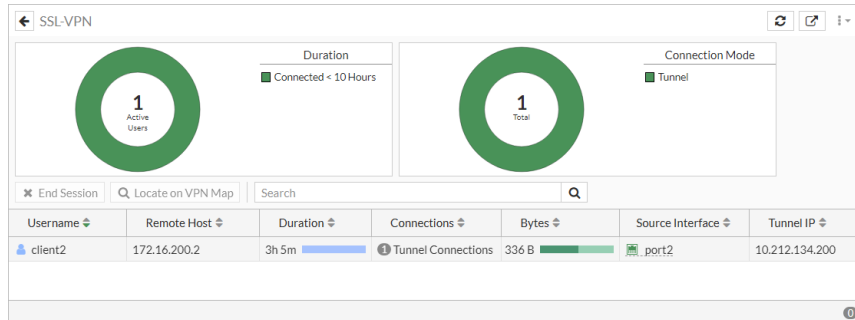 SSL-VPN
Duration
Connected < 10 Hours
1
Active
Users
Connection Mode
Tunnel
1
Total
End Session Locate on VPN Map Search
Username Remote Host Duration Connections Bytes Source Interface Tunnel IP
client2 172.16.200.2 3h 5m 1 Tunnel Connections 336 B port2 10.212.134.200
0